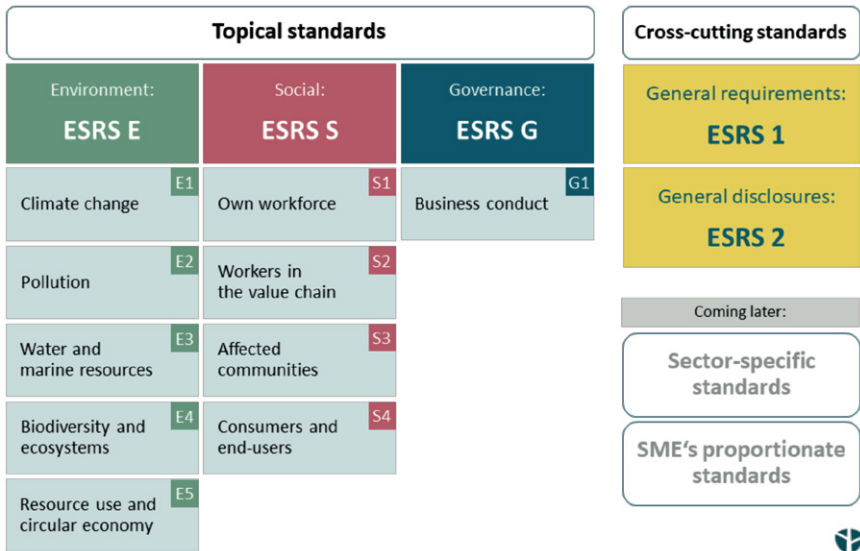 Topical standards
Cross-cutting standards
Environment:
ESRS E
Social:
ESRS S
Governance:
ESRS G
General requirements:
ESRS 1
General disclosures:
ESRS 2
E1
Climate change
E2
Pollution
E3
Water and
marine resources
E4
Biodiversity and
ecosystems
E5
Resource use and
circular economy
S1
Own workforce
S2
Workers in
the value chain
S3
Affected
communities
S4
Consumers and
end-users
G1
Business conduct
Coming later:
Sector-specific
standards
SME‘s proportionate
standards